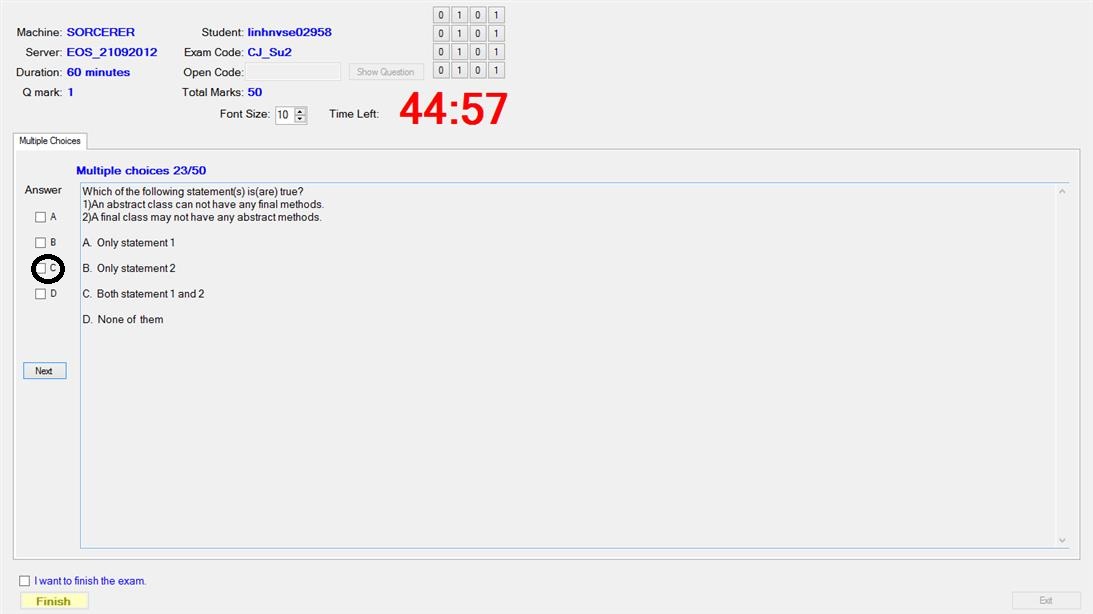 0 1 0 1
Machine: SORCERER Student: linhnvse02958
0 1 0 1
Server: EOS_21092012 Exam Code: CJ_Su2
0 1 0 1
Duration: 60 minutes Open Code: Show Question
0 1 0 1
Q mark: 1 Total Marks: 50
Font Size: 10 Time Left: 44:57
Multiple Choices
Multiple choices 23/50
Answer
Which of the following statement(s) is(are) true?
1)An abstract class can not have any final methods.
A
2)A final class may not have any abstract methods.
B
A. Only statement 1
C
B. Only statement 2
D
C. Both statement 1 and 2
D. None of them
Next
I want to finish the exam.
Finish
Exit